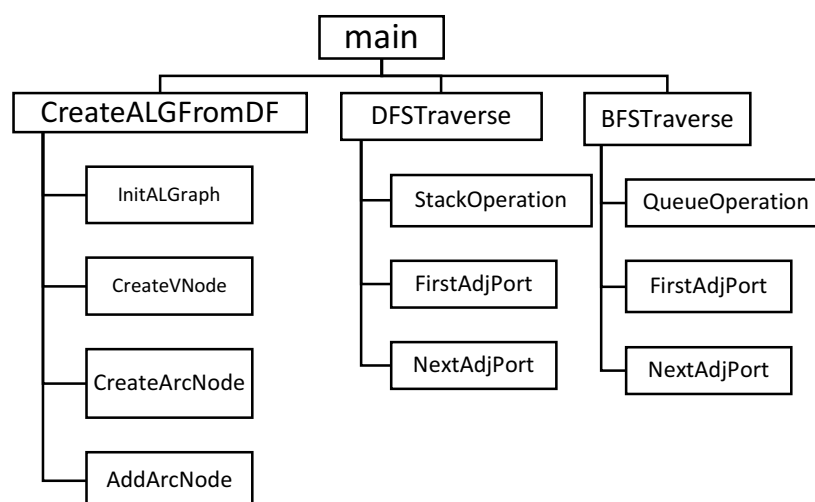 main
CreateALGFromDF
DFSTraverse
BFSTraverse
InitALGraph
CreateVNode
CreateArcNode
AddArcNode
StackOperation
FirstAdjPort
NextAdjPort
QueueOperation
FirstAdjPort
NextAdjPort